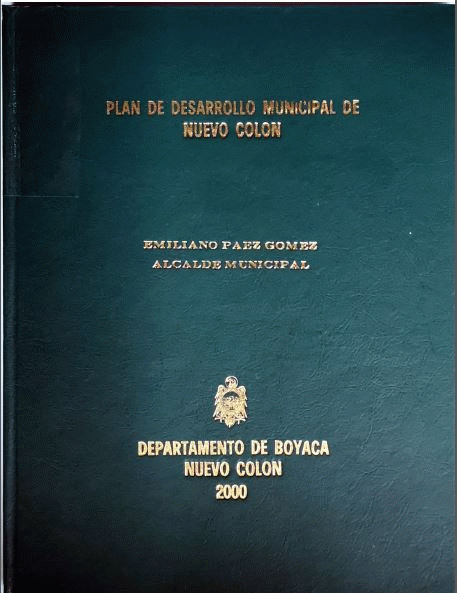 PLAN DE DESARROLLO MUNICIPAL DE
NUEVO COLON
EMILIANO PAEZ GOMEZ
ALCALDE MUNICIPAL
DEPARTAMENTO DE BOYACA
NUEVO COLON
2000